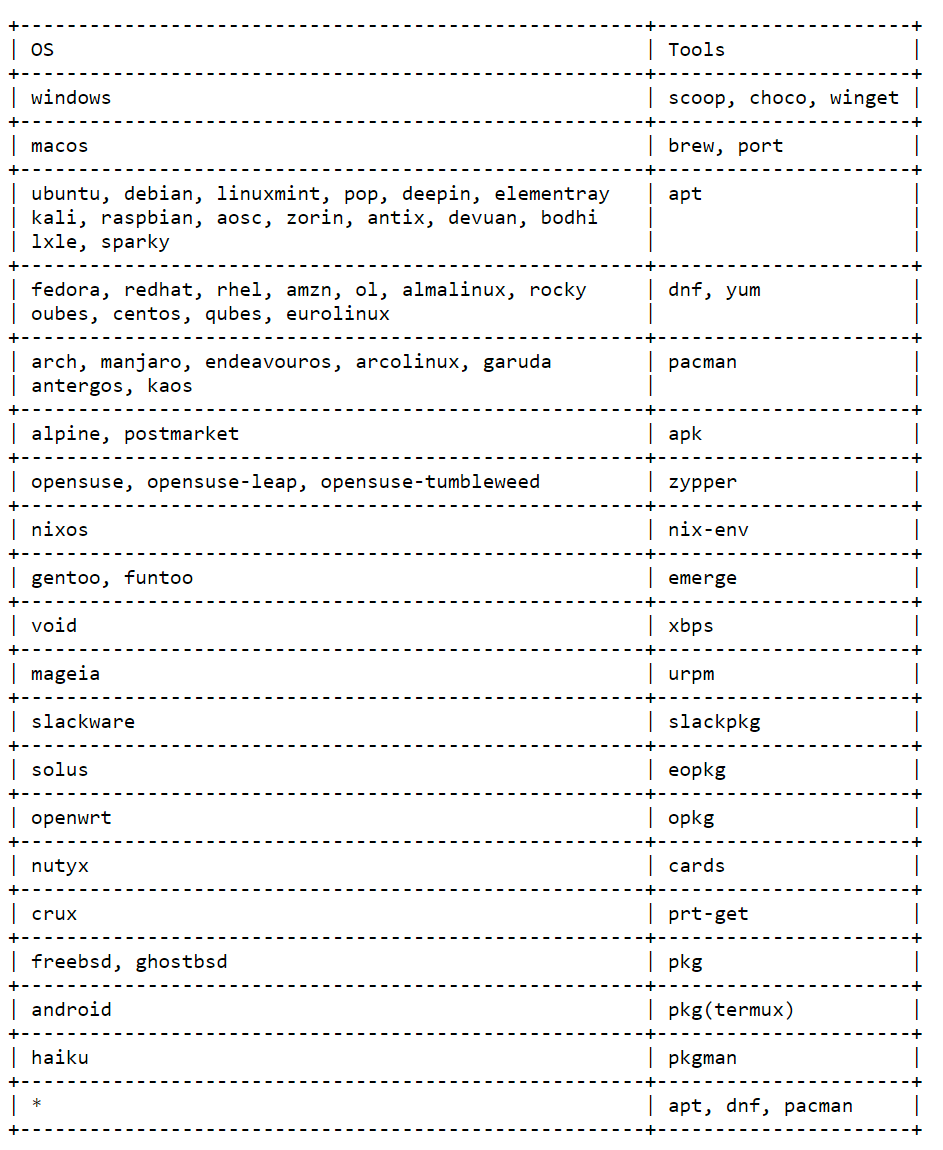 +------------------------------------------------------+----------------------+
| OS                                                   | Tools                |
+------------------------------------------------------+----------------------+
| windows                                              | scoop, choco, winget |
+------------------------------------------------------+----------------------+
| macos                                                | brew, port           |
+------------------------------------------------------+----------------------+
| ubuntu, debian, linuxmint, pop, deepin, elementray   | apt                  |
| kali, raspbian, aosc, zorin, antix, devuan, bodhi    |                      |
| lxle, sparky                                         |                      |
+------------------------------------------------------+----------------------+
| fedora, redhat, rhel, amzn, ol, almalinux, rocky     | dnf, yum             |
| oubes, centos, qubes, eurolinux                      |                      |
+------------------------------------------------------+----------------------+
| arch, manjaro, endeavouros, arcolinux, garuda        | pacman               |
| antergos, kaos                                       |                      |
+------------------------------------------------------+----------------------+
| alpine, postmarket                                   | apk                  |
+------------------------------------------------------+----------------------+
| opensuse, opensuse-leap, opensuse-tumbleweed         | zypper               |
+------------------------------------------------------+----------------------+
| nixos                                                | nix-env              |
+------------------------------------------------------+----------------------+
| gentoo, funtoo                                       | emerge               |
+------------------------------------------------------+----------------------+
| void                                                 | xbps                 |
+------------------------------------------------------+----------------------+
| mageia                                               | urpm                 |
+------------------------------------------------------+----------------------+
| slackware                                            | slackpkg             |
+------------------------------------------------------+----------------------+
| solus                                                | eopkg                |
+------------------------------------------------------+----------------------+
| openwrt                                              | opkg                 |
+------------------------------------------------------+----------------------+
| nutyx                                                | cards                |
+------------------------------------------------------+----------------------+
| crux                                                 | prt-get              |
+------------------------------------------------------+----------------------+
| freebsd, ghostbsd                                    | pkg                  |
+------------------------------------------------------+----------------------+
| android                                              | pkg(termux)          |
+------------------------------------------------------+----------------------+
| haiku                                                | pkgman               |
+------------------------------------------------------+----------------------+
| *                                                    | apt, dnf, pacman     |
+------------------------------------------------------+----------------------+